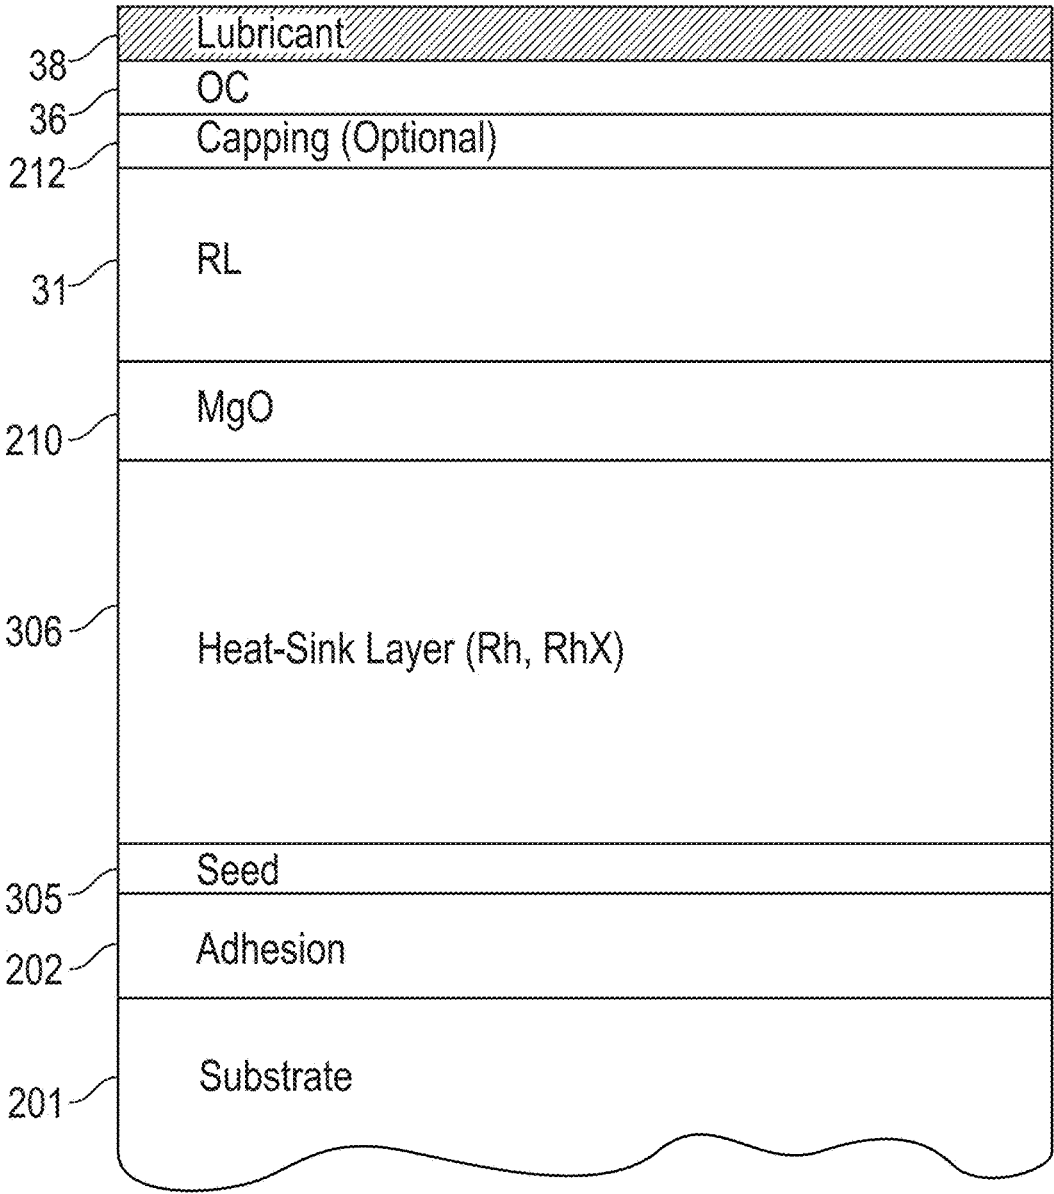 Lubricant
38
OC
36
Capping (Optional)
212
RL
31
MgO
210
306
Heat-Sink Layer (Rh, RhX)
Seed
305
Adhesion
202
Substrate
201